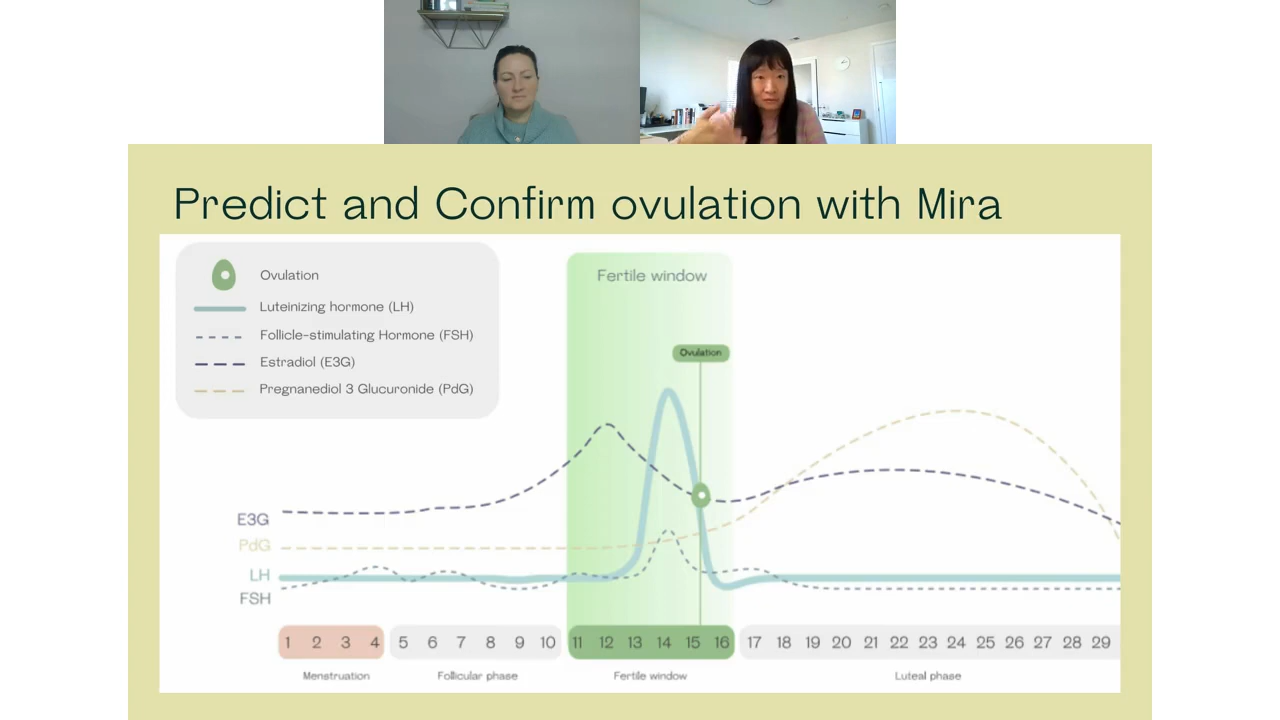 Predict and Confirm ovulation with Mira
Ovulation
Luteinizing hormone (LH)
Follicle-stimulating Hormone (FSH)
Estradiol (E3G)
Pregnanediol 3 Glucuronide (PdG)
Fertile window
Ovulation
E3G
PdG
LH
FSH
1 2 3 4 5 6 7 8 9 10 11 12 13 14 15 16 17 18 19 20 21 22 23 24 25 26 27 28 29
Menstruation Follicular phase Fertile window Luteal phase